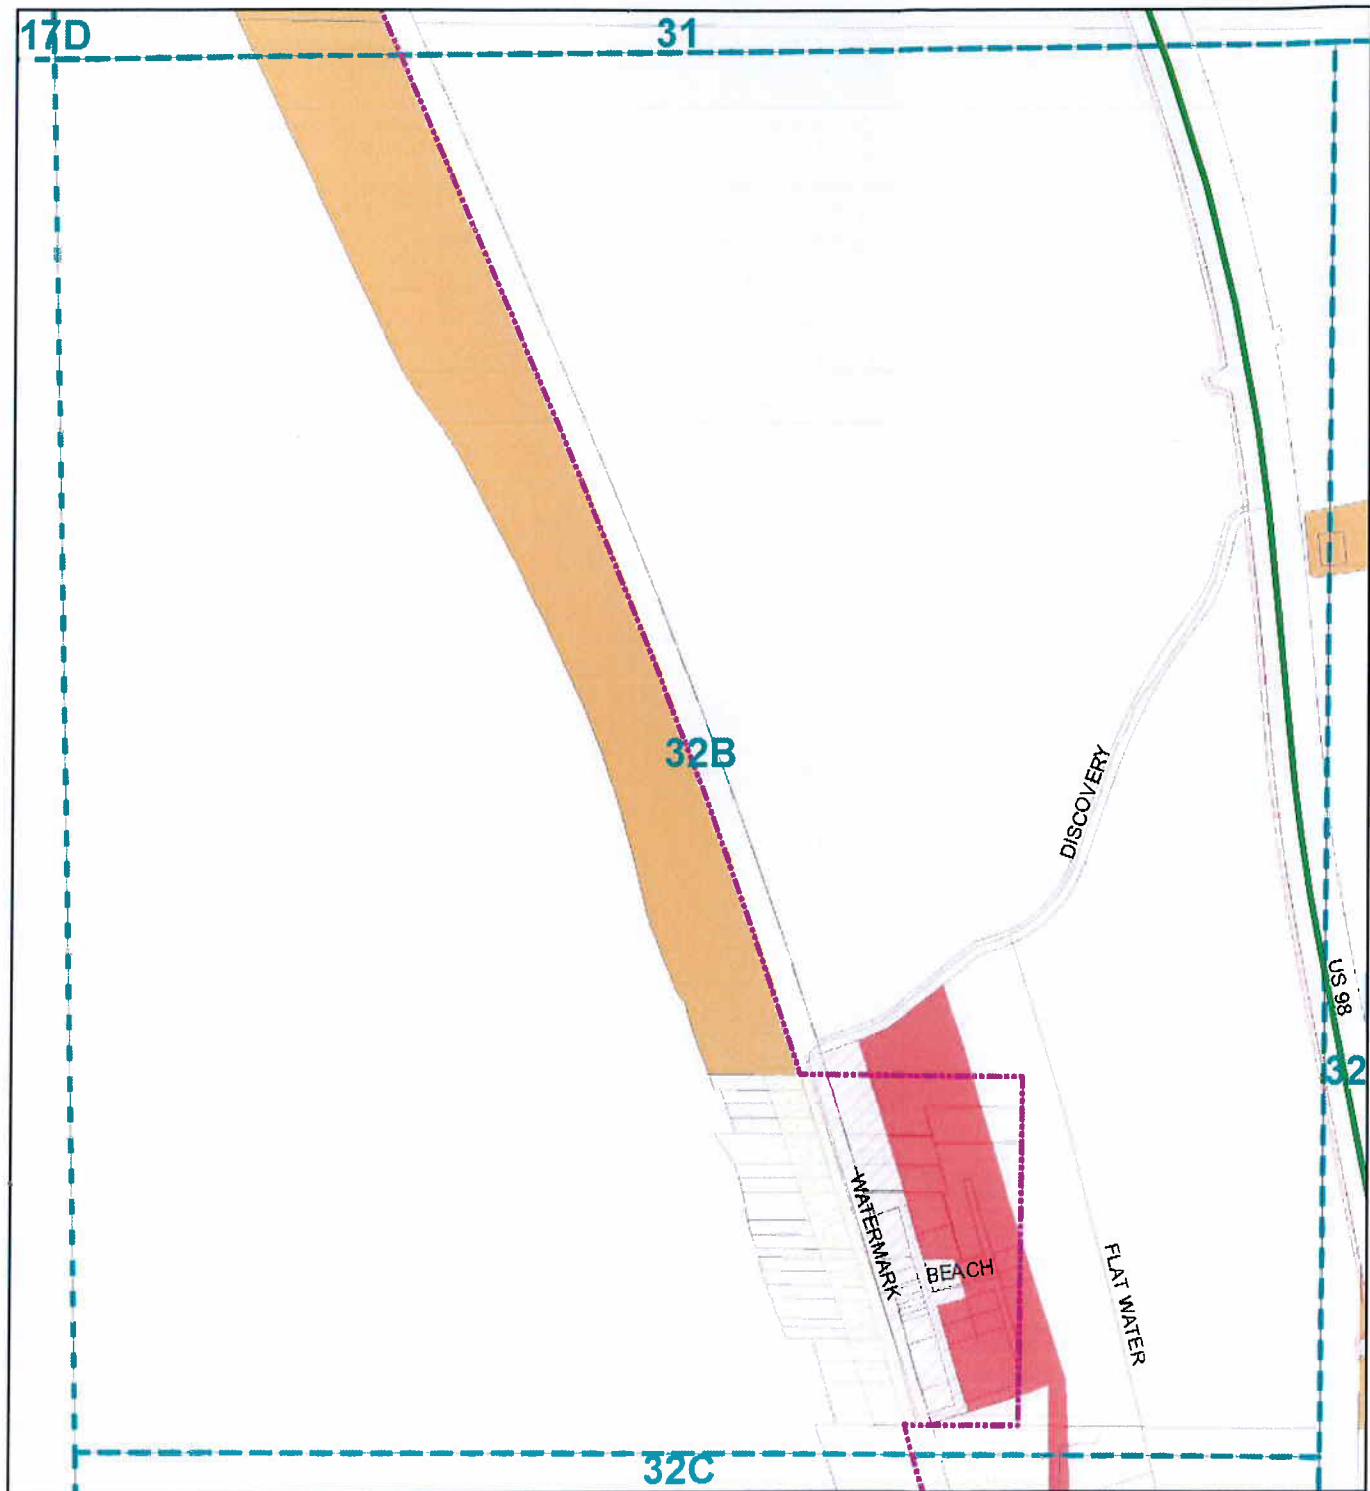 17D
31
32B
DISCOVERY
US 98
32
WATERMARK
BEACH
FLAT WATER
32C